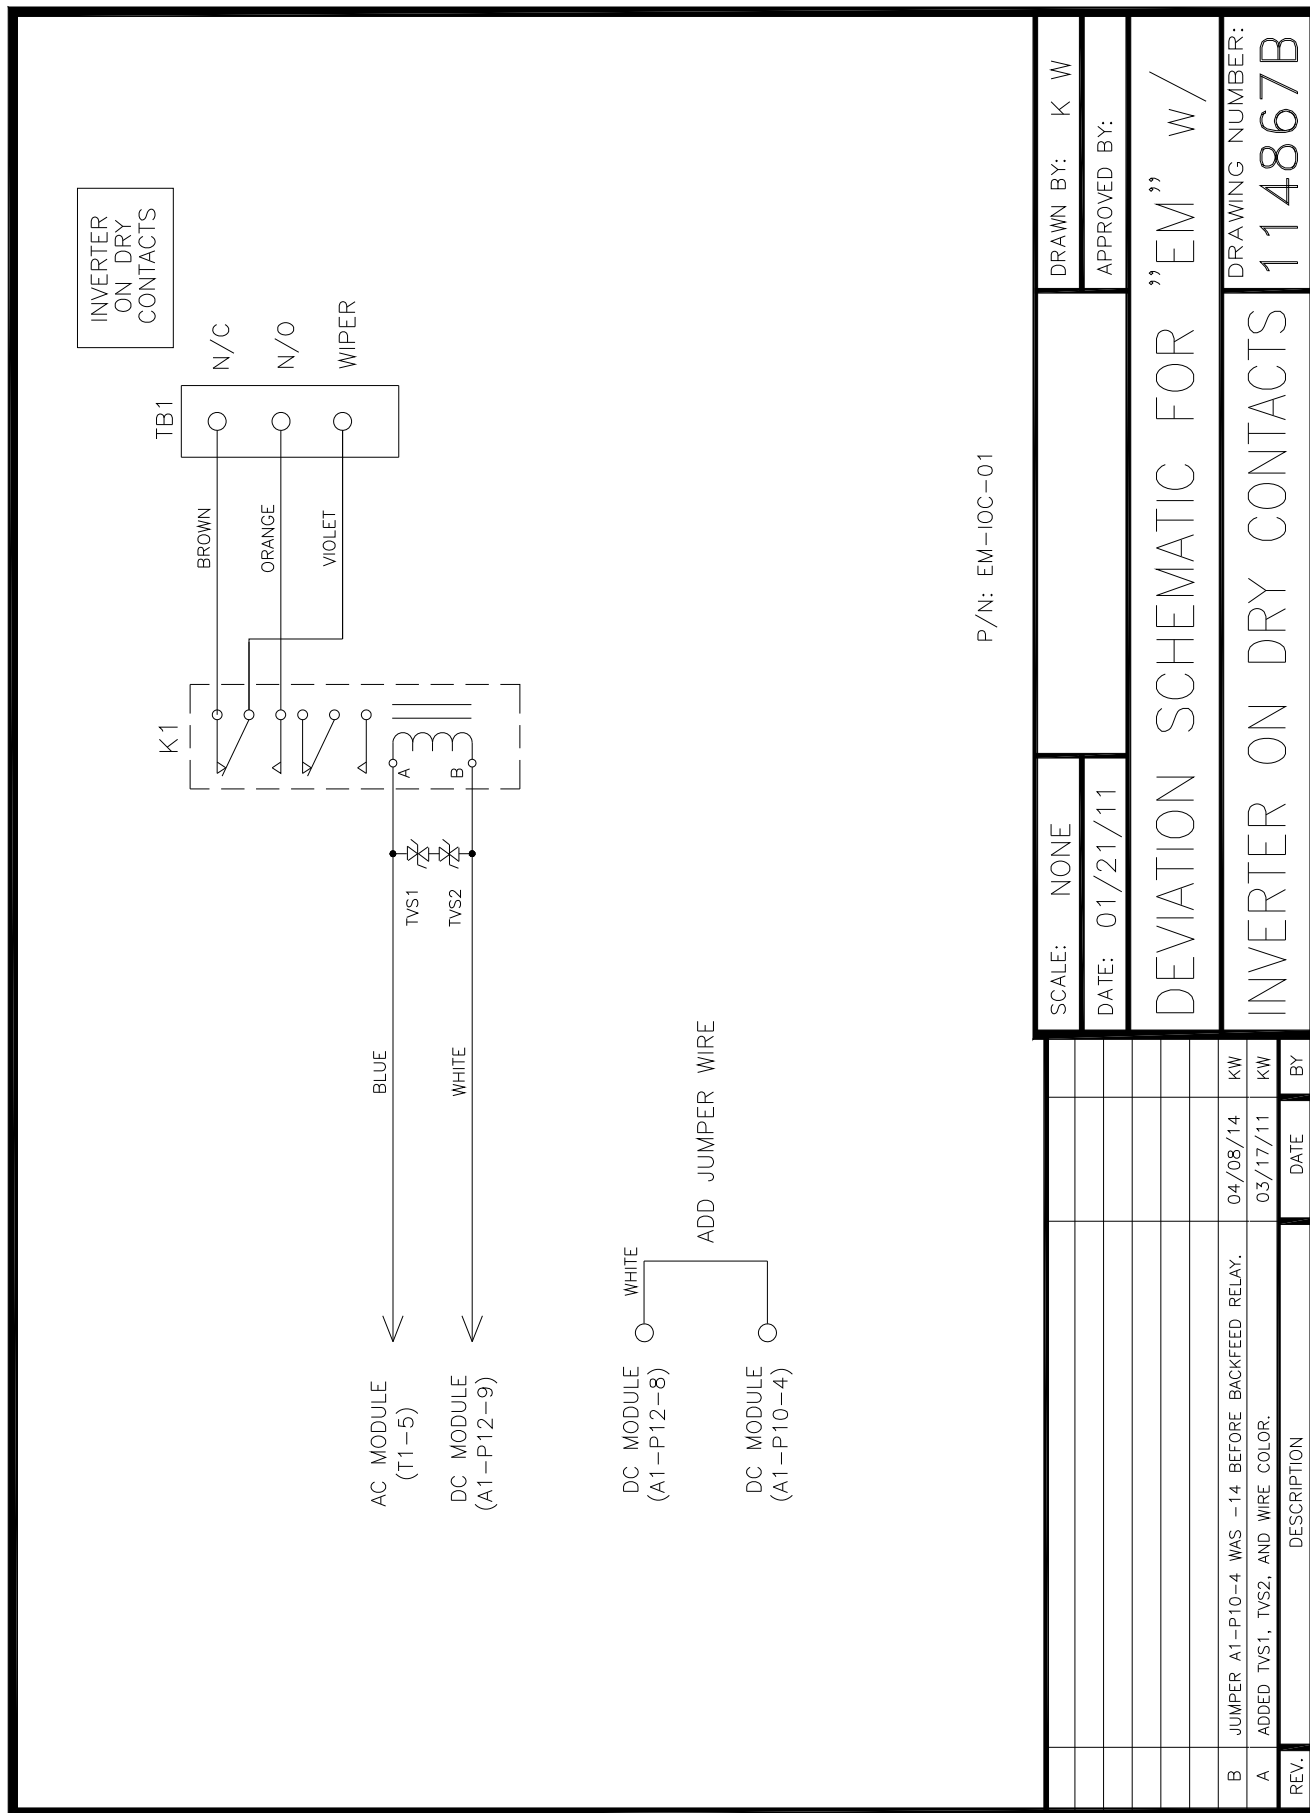 INVERTER
ON DRY
CONTACTS
TB1
N/C
N/O
WIPER
BROWN
ORANGE
VIOLET
K1
A
B
TVS1
TVS2
BLUE
WHITE
AC MODULE
(T1-5)
DC MODULE
(A1-P12-9)
WHITE
ADD JUMPER WIRE
DC MODULE
(A1-P12-8)
DC MODULE
(A1-P10-4)
P/N: EM-IOC-01
SCALE: NONE
DRAWN BY: K W
DATE: 01/21/11
APPROVED BY:
DEVIATION SCHEMATIC FOR "EM" W/
INVERTER ON DRY CONTACTS
DRAWING NUMBER:
114867B
B JUMPER A1-P10-4 WAS -14 BEFORE BACKFEED RELAY. 04/08/14 KW
A ADDED TVS1, TVS2, AND WIRE COLOR. 03/17/11 KW
REV. DESCRIPTION DATE BY